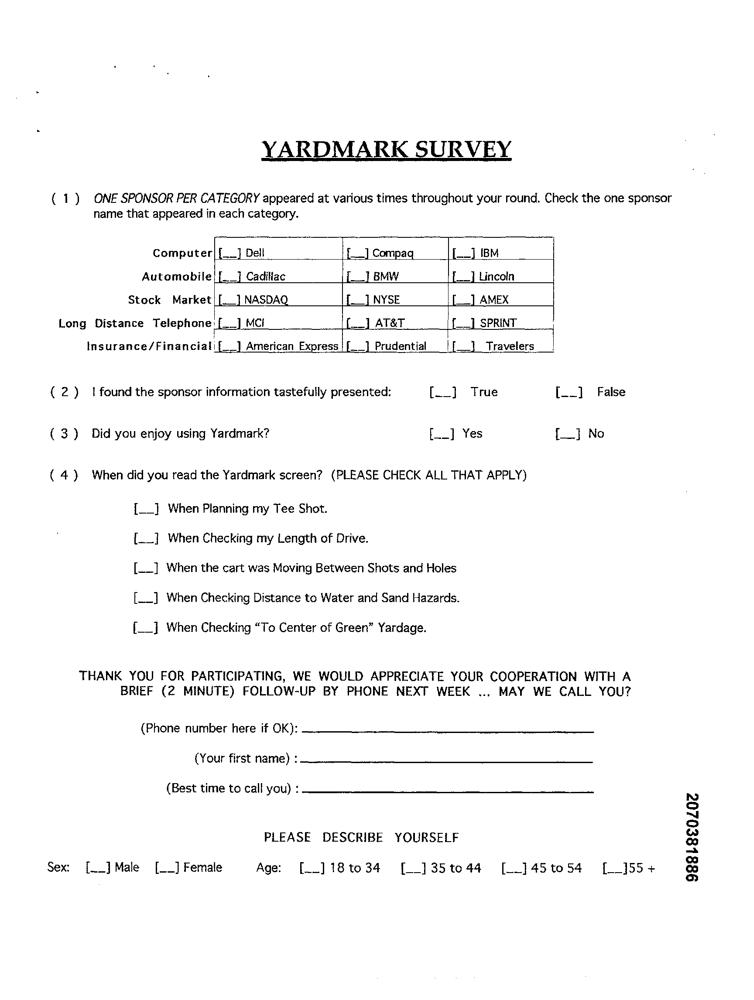 YARDMARK SURVEY
( 1 ) ONE SPONSOR PER CATEGORY appeared at various times throughout your round. Check the one sponsor
name that appeared in each category.
Computer [__] Dell [__] Compaq [__] IBM
Automobile [__] Cadillac [__] BMW [__] Lincoln
Stock Market [__] NASDAQ [__] NYSE [__] AMEX
Long Distance Telephone [__] MCI [__] AT&T [__] SPRINT
Insurance/Financial [__] American Express [__] Prudential [__] Travelers
( 2 ) I found the sponsor information tastefully presented: [__] True [__] False
( 3 ) Did you enjoy using Yardmark? [__] Yes [__] No
( 4 ) When did you read the Yardmark screen? (PLEASE CHECK ALL THAT APPLY)
[__] When Planning my Tee Shot.
[__] When Checking my Length of Drive.
[__] When the cart was Moving Between Shots and Holes
[__] When Checking Distance to Water and Sand Hazards.
[__] When Checking “To Center of Green” Yardage.
THANK YOU FOR PARTICIPATING, WE WOULD APPRECIATE YOUR COOPERATION WITH A
BRIEF (2 MINUTE) FOLLOW-UP BY PHONE NEXT WEEK ... MAY WE CALL YOU?
(Phone number here if OK):
(Your first name) :
(Best time to call you) :
PLEASE DESCRIBE YOURSELF
Sex: [__] Male [__] Female Age: [__] 18 to 34 [__] 35 to 44 [__] 45 to 54 [__]55 +
2070381886